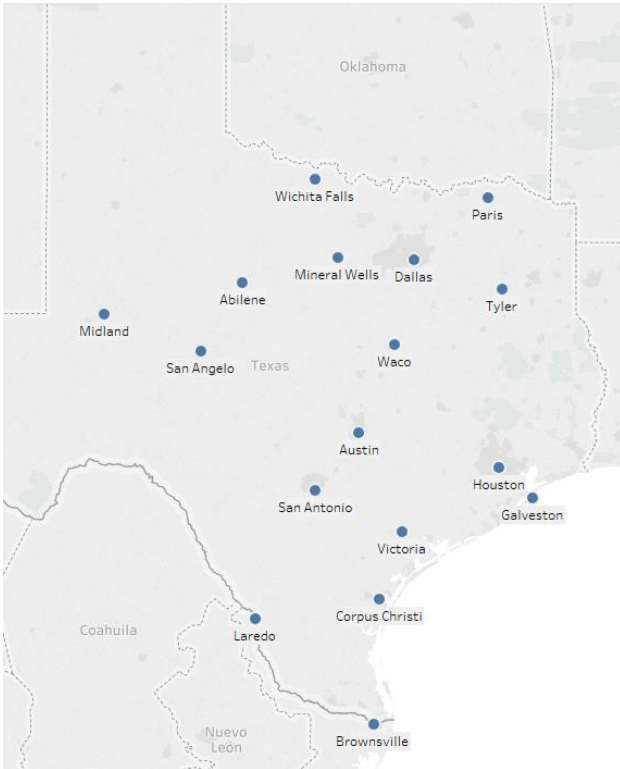 Oklahoma
Wichita Falls
Paris
Mineral Wells
Dallas
Abilene
Tyler
Midland
San Angelo
Texas
Waco
Austin
Houston
San Antonio
Galveston
Victoria
Corpus Christi
Coahuila
Laredo
Nuevo
León
Brownsville